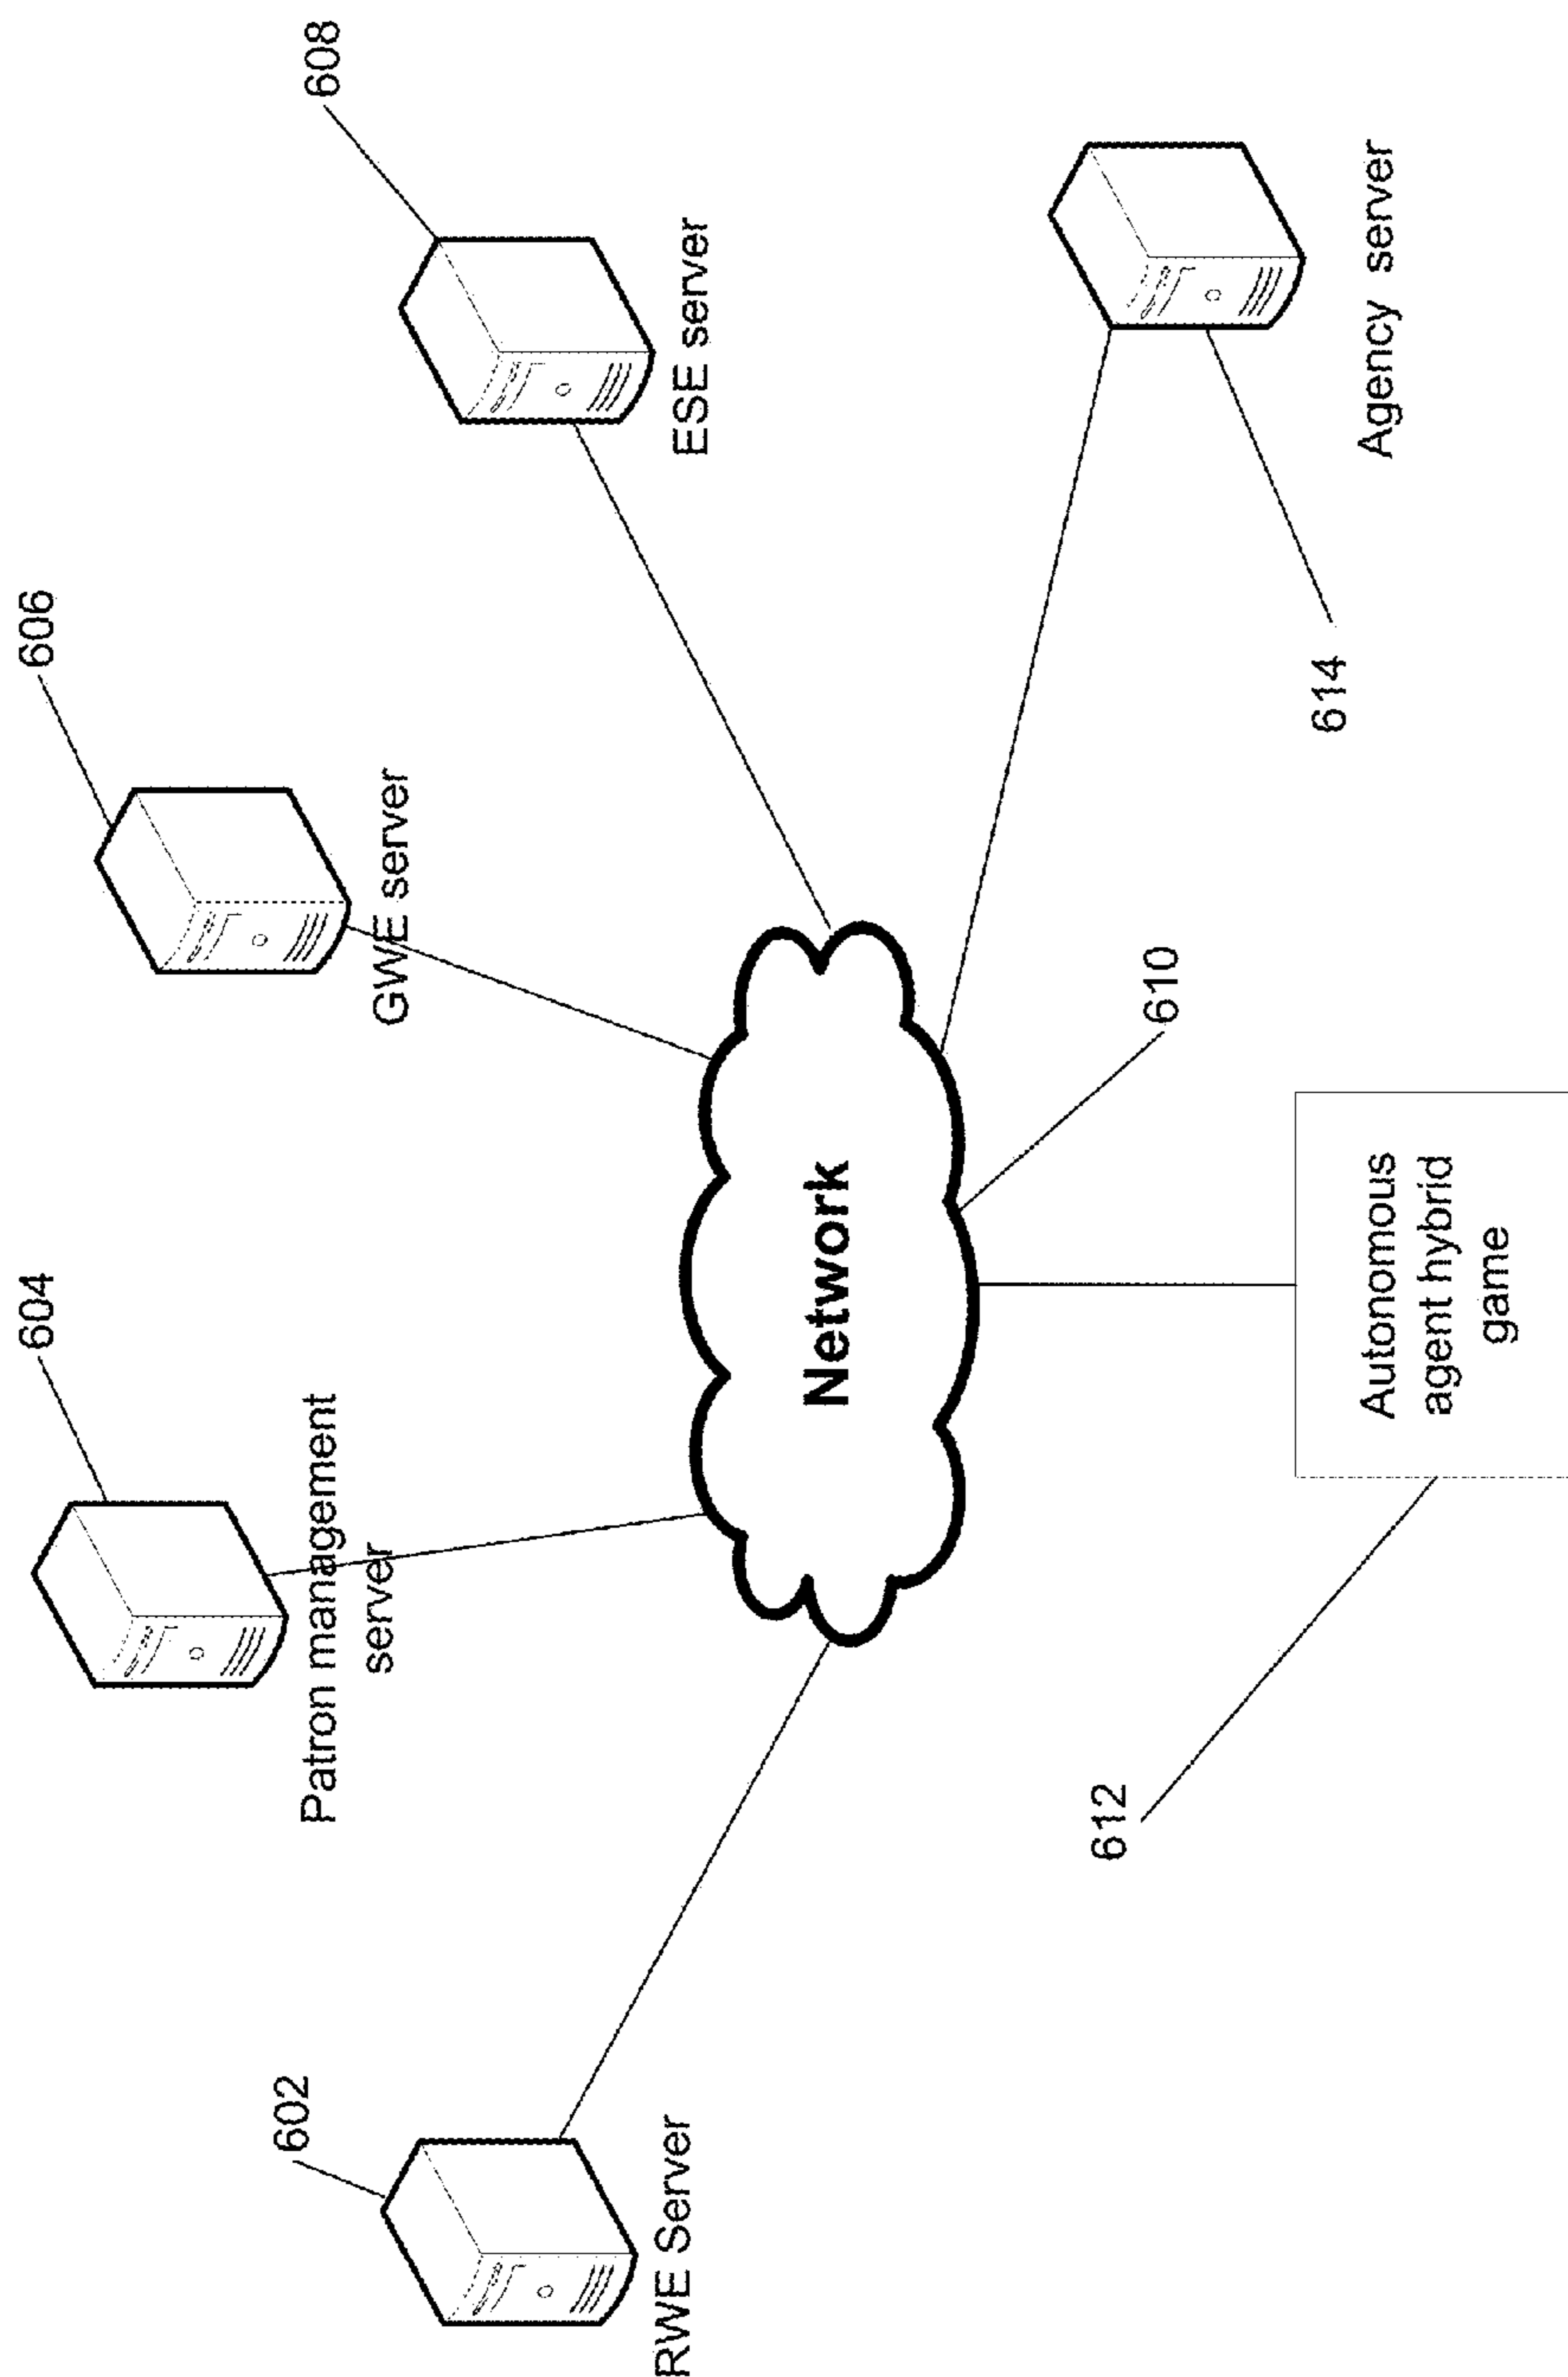 604
606
608
602
Patron management
server
GWE server
RWE Server
ESE server
Network
612
610
614
Autonomous
agent hybrid
game
Agency server